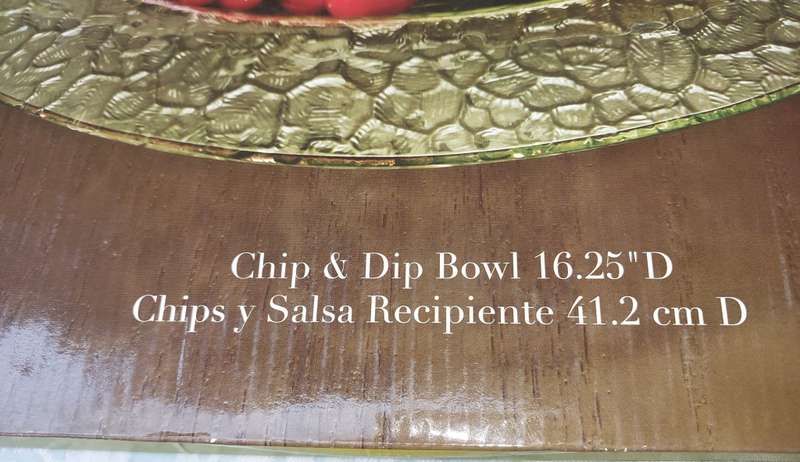 Chip & Dip Bowl 16.25"D
Chips y Salsa Recipiente 41.2 cm D